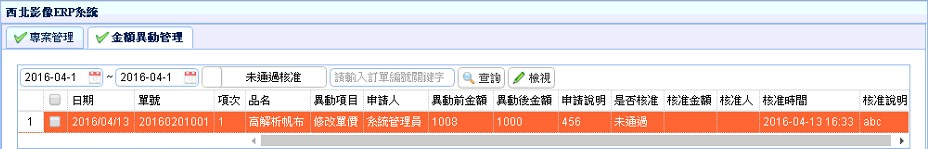 西北影像ERP系統
專案管理 金額異動管理
2016-04-1 ~ 2016-04-1 未通過核准 請輸入訂單編號關鍵字 查詢 檢視
日期 單號 項次 品名 異動項目 申請人 異動前金額 異動後金額 申請說明 是否核准 核准金額 核准人 核准時間 核准說明
1 2016/04/13 20160201001 1 高解析帆布 修改單價 系統管理員 1008 1000 456 未通過 2016-04-13 16:33 abc